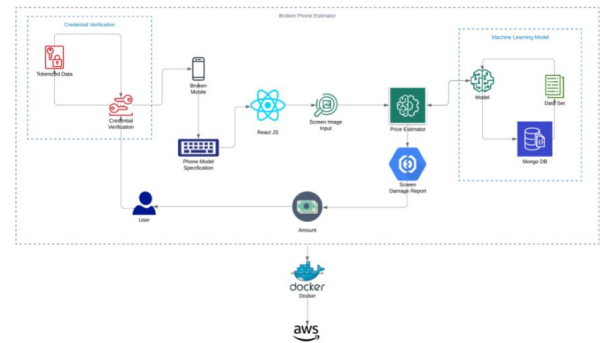 Broken Phone Estimator
Credential Verification
Tokenized Data
Credential
Verification
Broken
Mobile
Phone Model
Specification
React JS
Screen Image
Input
Price Estimator
Machine Learning Model
Model
Data Set
Mongo DB
Screen
Damage Report
User
Amount
docker
Docker
aws